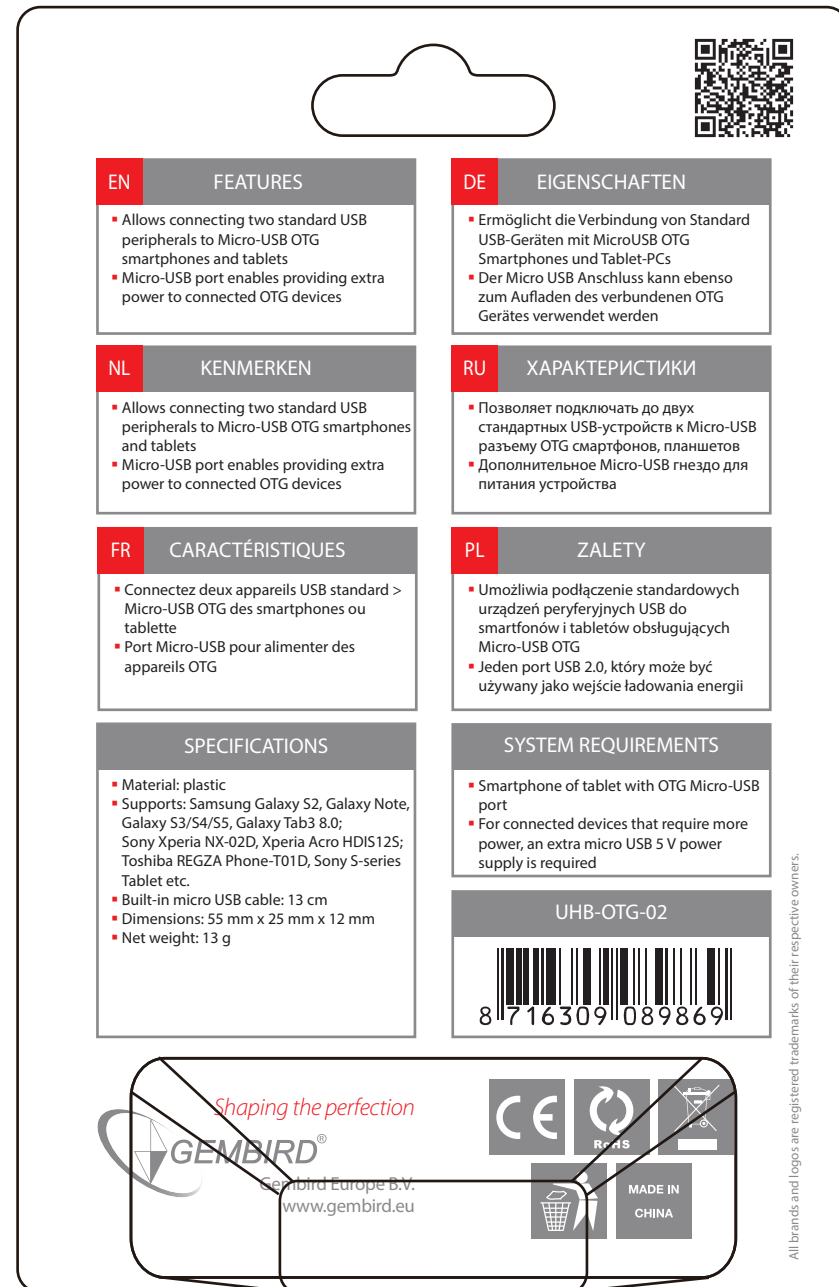 EN FEATURES
Allows connecting two standard USB
peripherals to Micro-USB OTG
smartphones and tablets
Micro-USB port enables providing extra
power to connected OTG devices
DE EIGENSCHAFTEN
Ermöglicht die Verbindung von Standard
USB-Geräten mit MicroUSB OTG
Smartphones und Tablet-PCs
Der Micro USB Anschluss kann ebenso
zum Aufladen des verbundenen OTG
Gerätes verwendet werden
NL KENMERKEN
Allows connecting two standard USB
peripherals to Micro-USB OTG smartphones
and tablets
Micro-USB port enables providing extra
power to connected OTG devices
RU ХАРАКТЕРИСТИКИ
Позволяет подключать до двух
стандартных USB-устройств к Micro-USB
разъему OTG смартфонов, планшетов
Дополнительное Micro-USB гнездо для
питания устройства
FR CARACTÉRISTIQUES
Connectez deux appareils USB standard >
Micro-USB OTG des smartphones ou
tablette
Port Micro-USB pour alimenter des
appareils OTG
PL ZALETY
Umożliwia podłączenie standardowych
urządzeń peryferyjnych USB do
smartfonów i tabletów obsługujących
Micro-USB OTG
Jeden port USB 2.0, który może być
używany jako wejście ładowania energii
SPECIFICATIONS
Material: plastic
Supports: Samsung Galaxy S2, Galaxy Note,
Galaxy S3/S4/S5, Galaxy Tab3 8.0;
Sony Xperia NX-02D, Xperia Acro HDIS12S;
Toshiba REGZA Phone-T01D, Sony S-series
Tablet etc.
Built-in micro USB cable: 13 cm
Dimensions: 55 mm x 25 mm x 12 mm
Net weight: 13 g
SYSTEM REQUIREMENTS
Smartphone of tablet with OTG Micro-USB
port
For connected devices that require more
power, an extra micro USB 5 V power
supply is required
UHB-OTG-02
8 716309 089869
All brands and logos are registered trademarks of their respective owners.
Shaping the perfection
GEMBIRD®
Gembird Europe B.V.
www.gembird.eu
CE
RoHS
MADE IN
CHINA